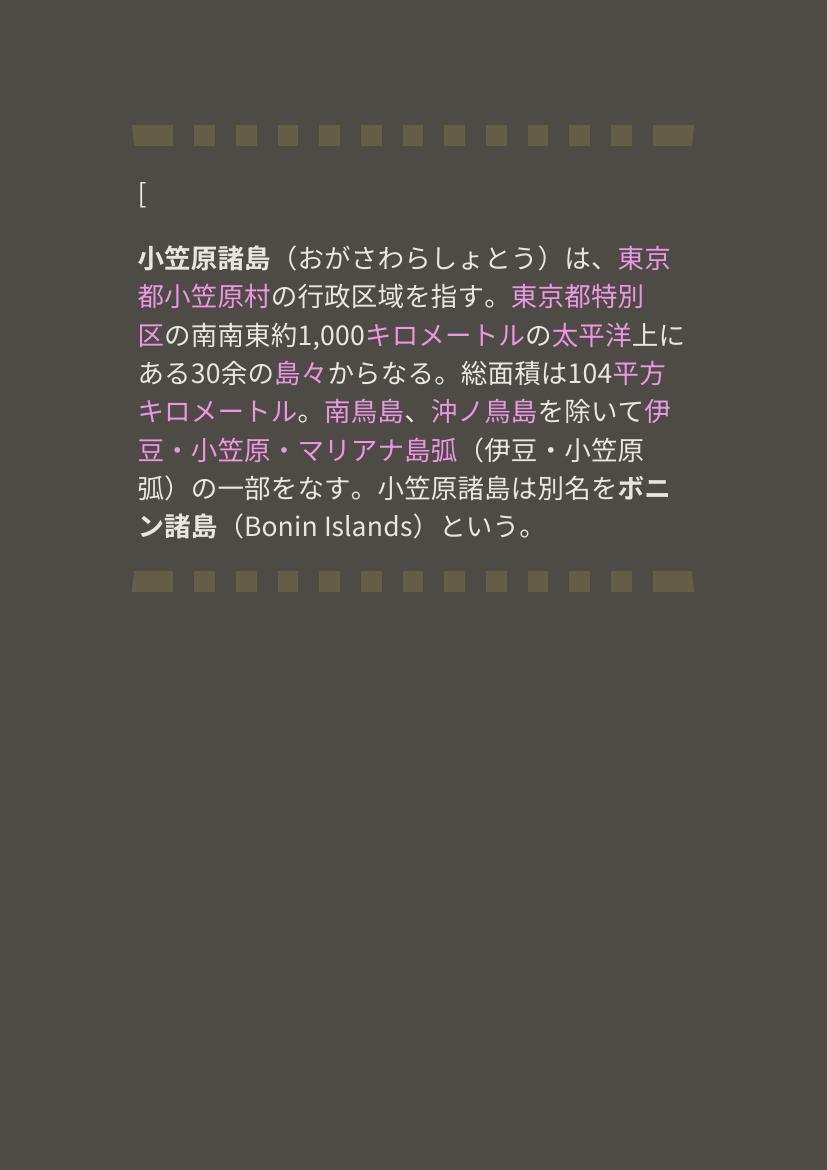 [
小笠原諸島（おがさわらしょとう）は、東京
都小笠原村の行政区域を指す。東京都特別
区の南南東約1,000キロメートルの太平洋上に
ある30余の島々からなる。総面積は104平方
キロメートル。南鳥島、沖ノ鳥島を除いて伊
豆・小笠原・マリアナ島弧（伊豆・小笠原
弧）の一部をなす。小笠原諸島は別名をボニ
ン諸島（Bonin Islands）という。